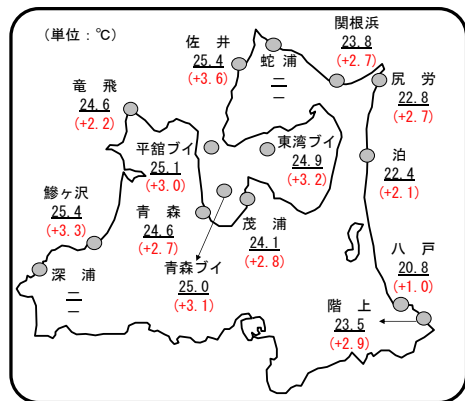 (単位：℃)
関根浜
23.8
(+2.7)
佐 井
25.4
(+3.6)
蛇 浦
二
一
尻 労
22.8
(+2.7)
竜 飛
24.6
(+2.2)
平舘ブイ
25.1
(+3.0)
東湾ブイ
24.9
(+3.2)
泊
22.4
(+2.1)
鰺ヶ沢
25.4
(+3.3)
青 森
24.6
(+2.7)
茂 浦
24.1
(+2.8)
青森ブイ
25.0
(+3.1)
八 戸
20.8
(+1.0)
深 浦
二
一
階 上
23.5
(+2.9)